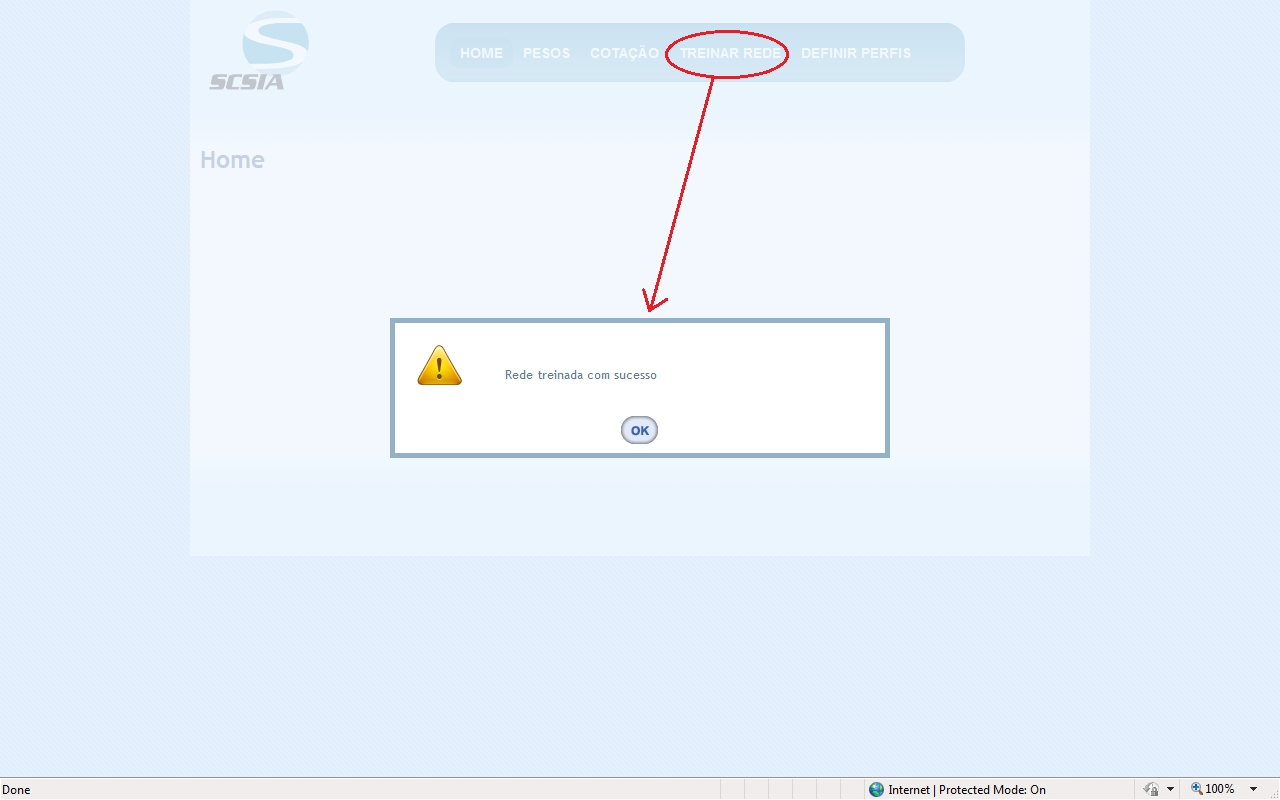 SCSIA
HOME PESOS COTAÇÃO TREINAR REDE DEFINIR PERFIS
Home
Rede treinada com sucesso
OK
Done
Internet | Protected Mode: On
100%